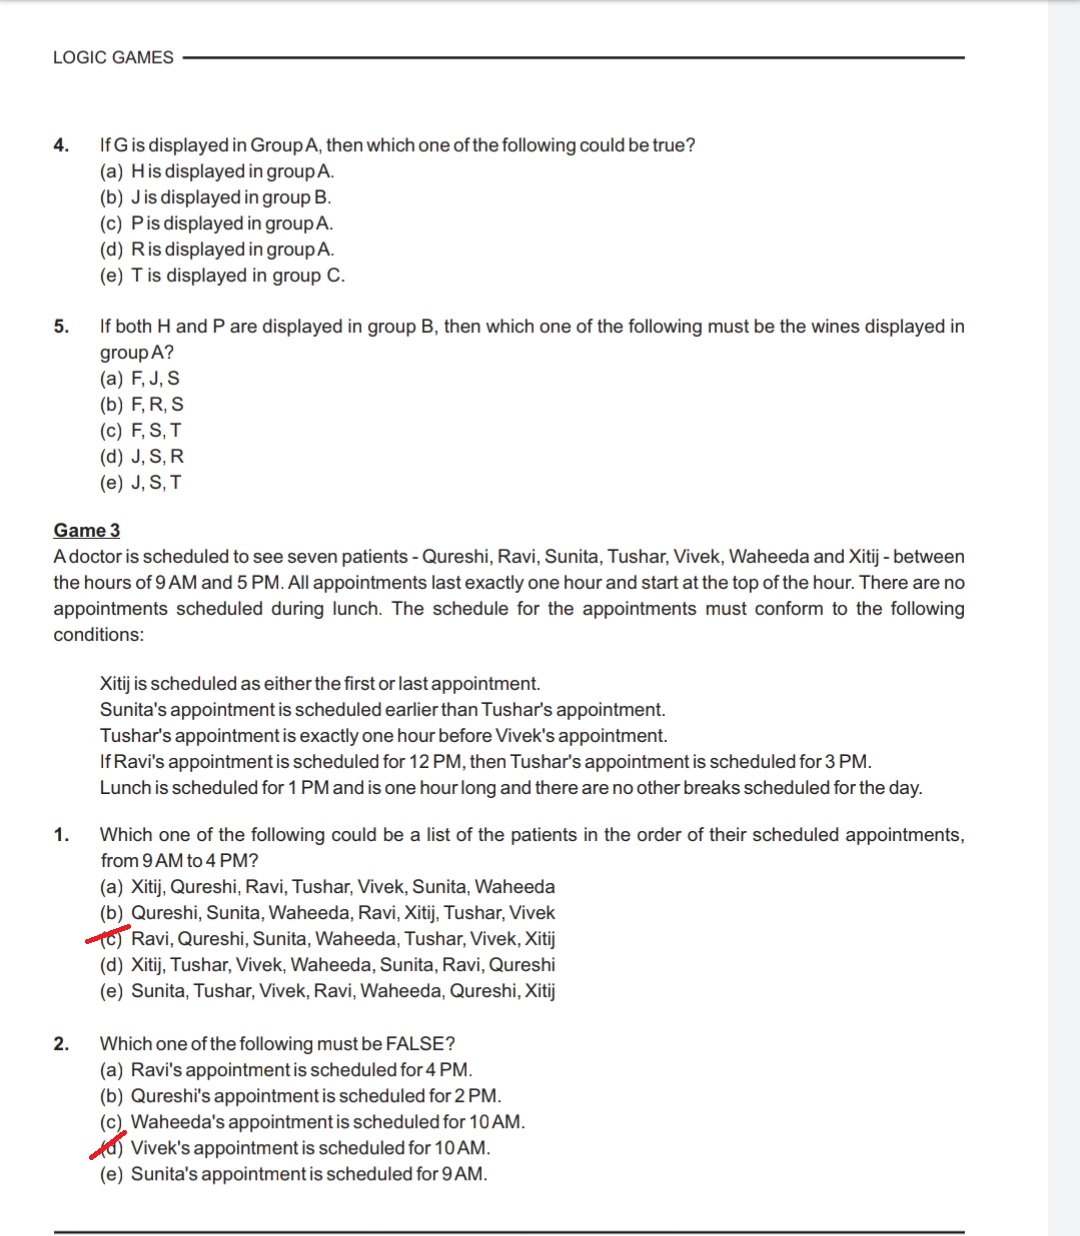 LOGIC GAMES
4. If G is displayed in Group A, then which one of the following could be true?
(a) H is displayed in group A.
(b) J is displayed in group B.
(c) P is displayed in group A.
(d) R is displayed in group A.
(e) T is displayed in group C.
5. If both H and P are displayed in group B, then which one of the following must be the wines displayed in
group A?
(a) F, J, S
(b) F, R, S
(c) F, S, T
(d) J, S, R
(e) J, S, T
Game 3
A doctor is scheduled to see seven patients - Qureshi, Ravi, Sunita, Tushar, Vivek, Waheeda and Xitij - between
the hours of 9 AM and 5 PM. All appointments last exactly one hour and start at the top of the hour. There are no
appointments scheduled during lunch. The schedule for the appointments must conform to the following
conditions:
Xitij is scheduled as either the first or last appointment.
Sunita's appointment is scheduled earlier than Tushar's appointment.
Tushar's appointment is exactly one hour before Vivek's appointment.
If Ravi's appointment is scheduled for 12 PM, then Tushar's appointment is scheduled for 3 PM.
Lunch is scheduled for 1 PM and is one hour long and there are no other breaks scheduled for the day.
1. Which one of the following could be a list of the patients in the order of their scheduled appointments,
from 9 AM to 4 PM?
(a) Xitij, Qureshi, Ravi, Tushar, Vivek, Sunita, Waheeda
(b) Qureshi, Sunita, Waheeda, Ravi, Xitij, Tushar, Vivek
(c) Ravi, Qureshi, Sunita, Waheeda, Tushar, Vivek, Xitij
(d) Xitij, Tushar, Vivek, Waheeda, Sunita, Ravi, Qureshi
(e) Sunita, Tushar, Vivek, Ravi, Waheeda, Qureshi, Xitij
2. Which one of the following must be FALSE?
(a) Ravi's appointment is scheduled for 4 PM.
(b) Qureshi's appointment is scheduled for 2 PM.
(c) Waheeda's appointment is scheduled for 10 AM.
(d) Vivek's appointment is scheduled for 10 AM.
(e) Sunita's appointment is scheduled for 9 AM.